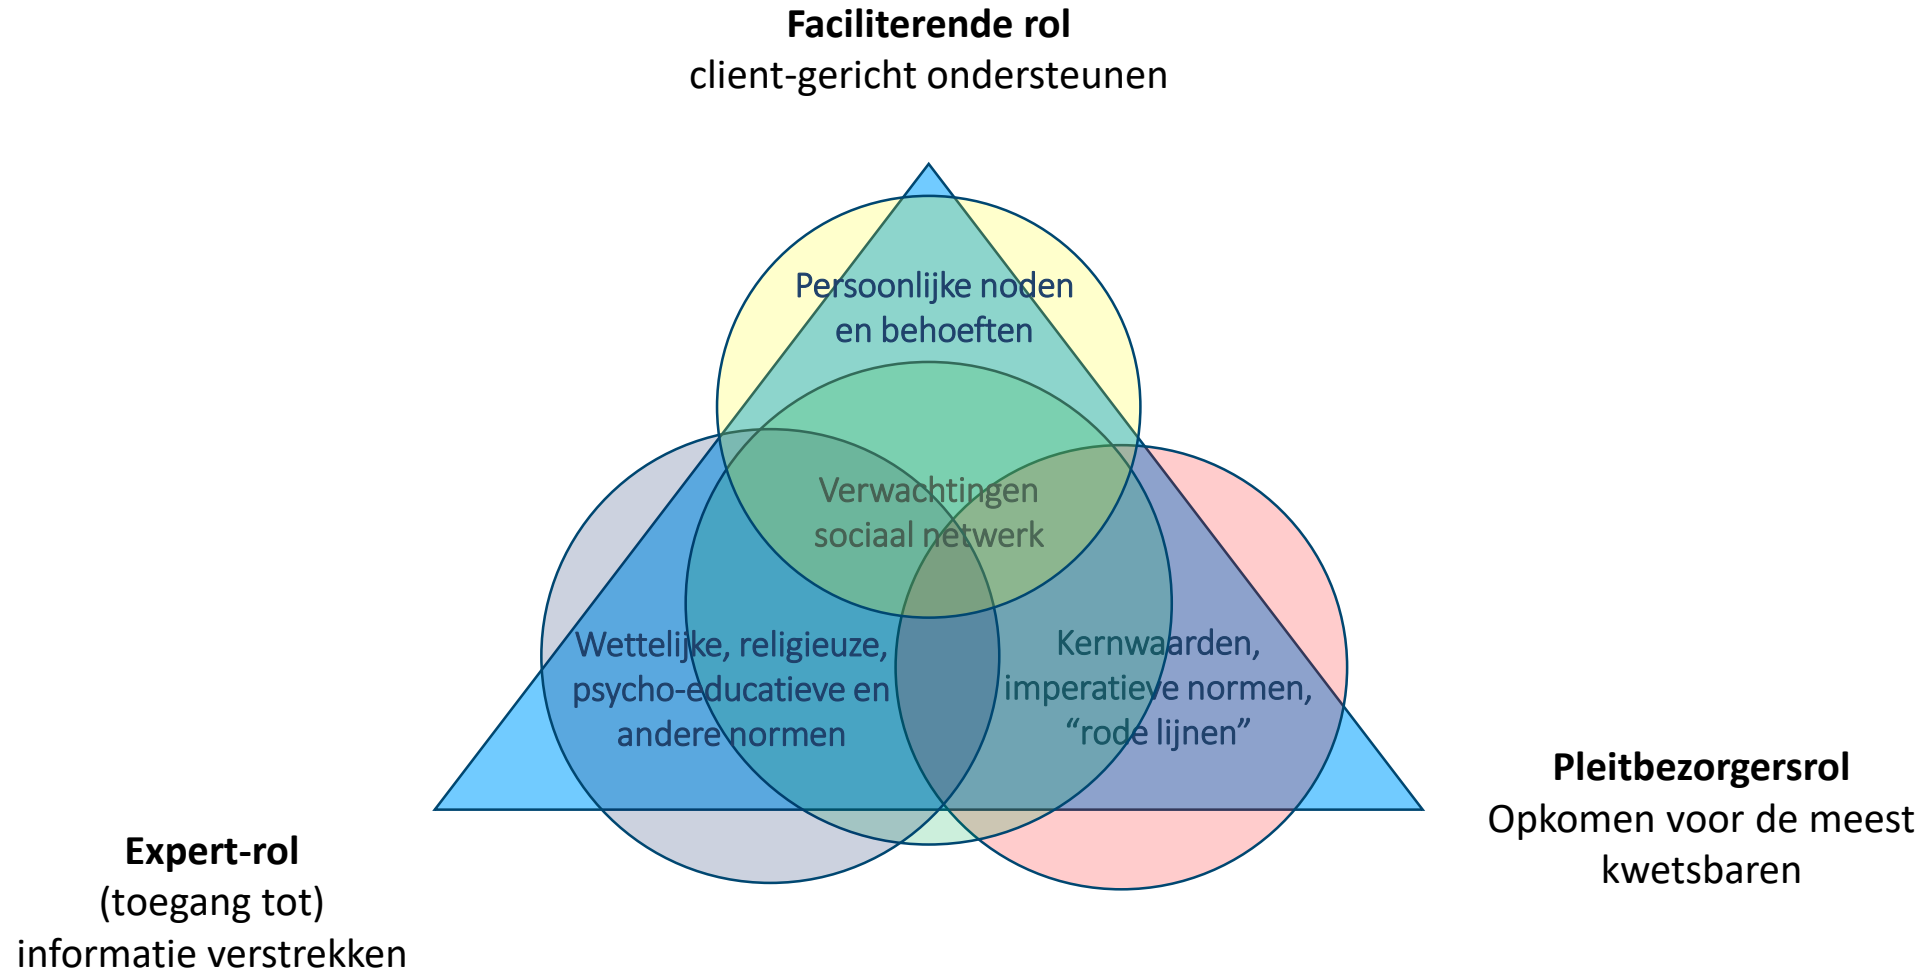 Faciliterende rol
client-gericht ondersteunen
Persoonlijke noden
en behoeften
Verwachtingen
sociaal netwerk
Wettelijke, religieuze,
psycho-educatieve en
andere normen
Kernwaarden,
imperatieve normen,
“rode lijnen”
Pleitbezorgersrol
Opkomen voor de meest
kwetsbaren
Expert-rol
(toegang tot)
informatie verstrekken